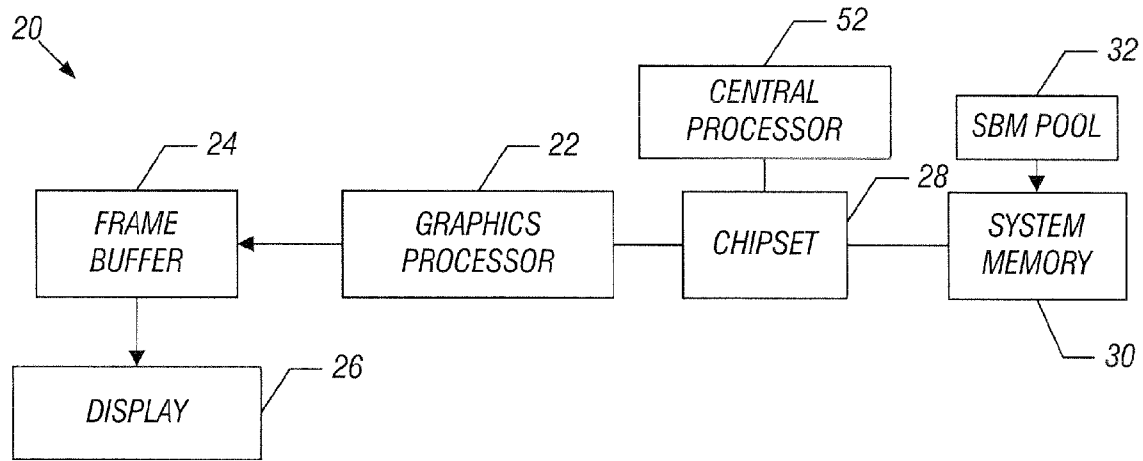 20
52
CENTRAL
PROCESSOR
32
SBM POOL
24
FRAME
BUFFER
22
GRAPHICS
PROCESSOR
28
CHIPSET
SYSTEM
MEMORY
30
26
DISPLAY